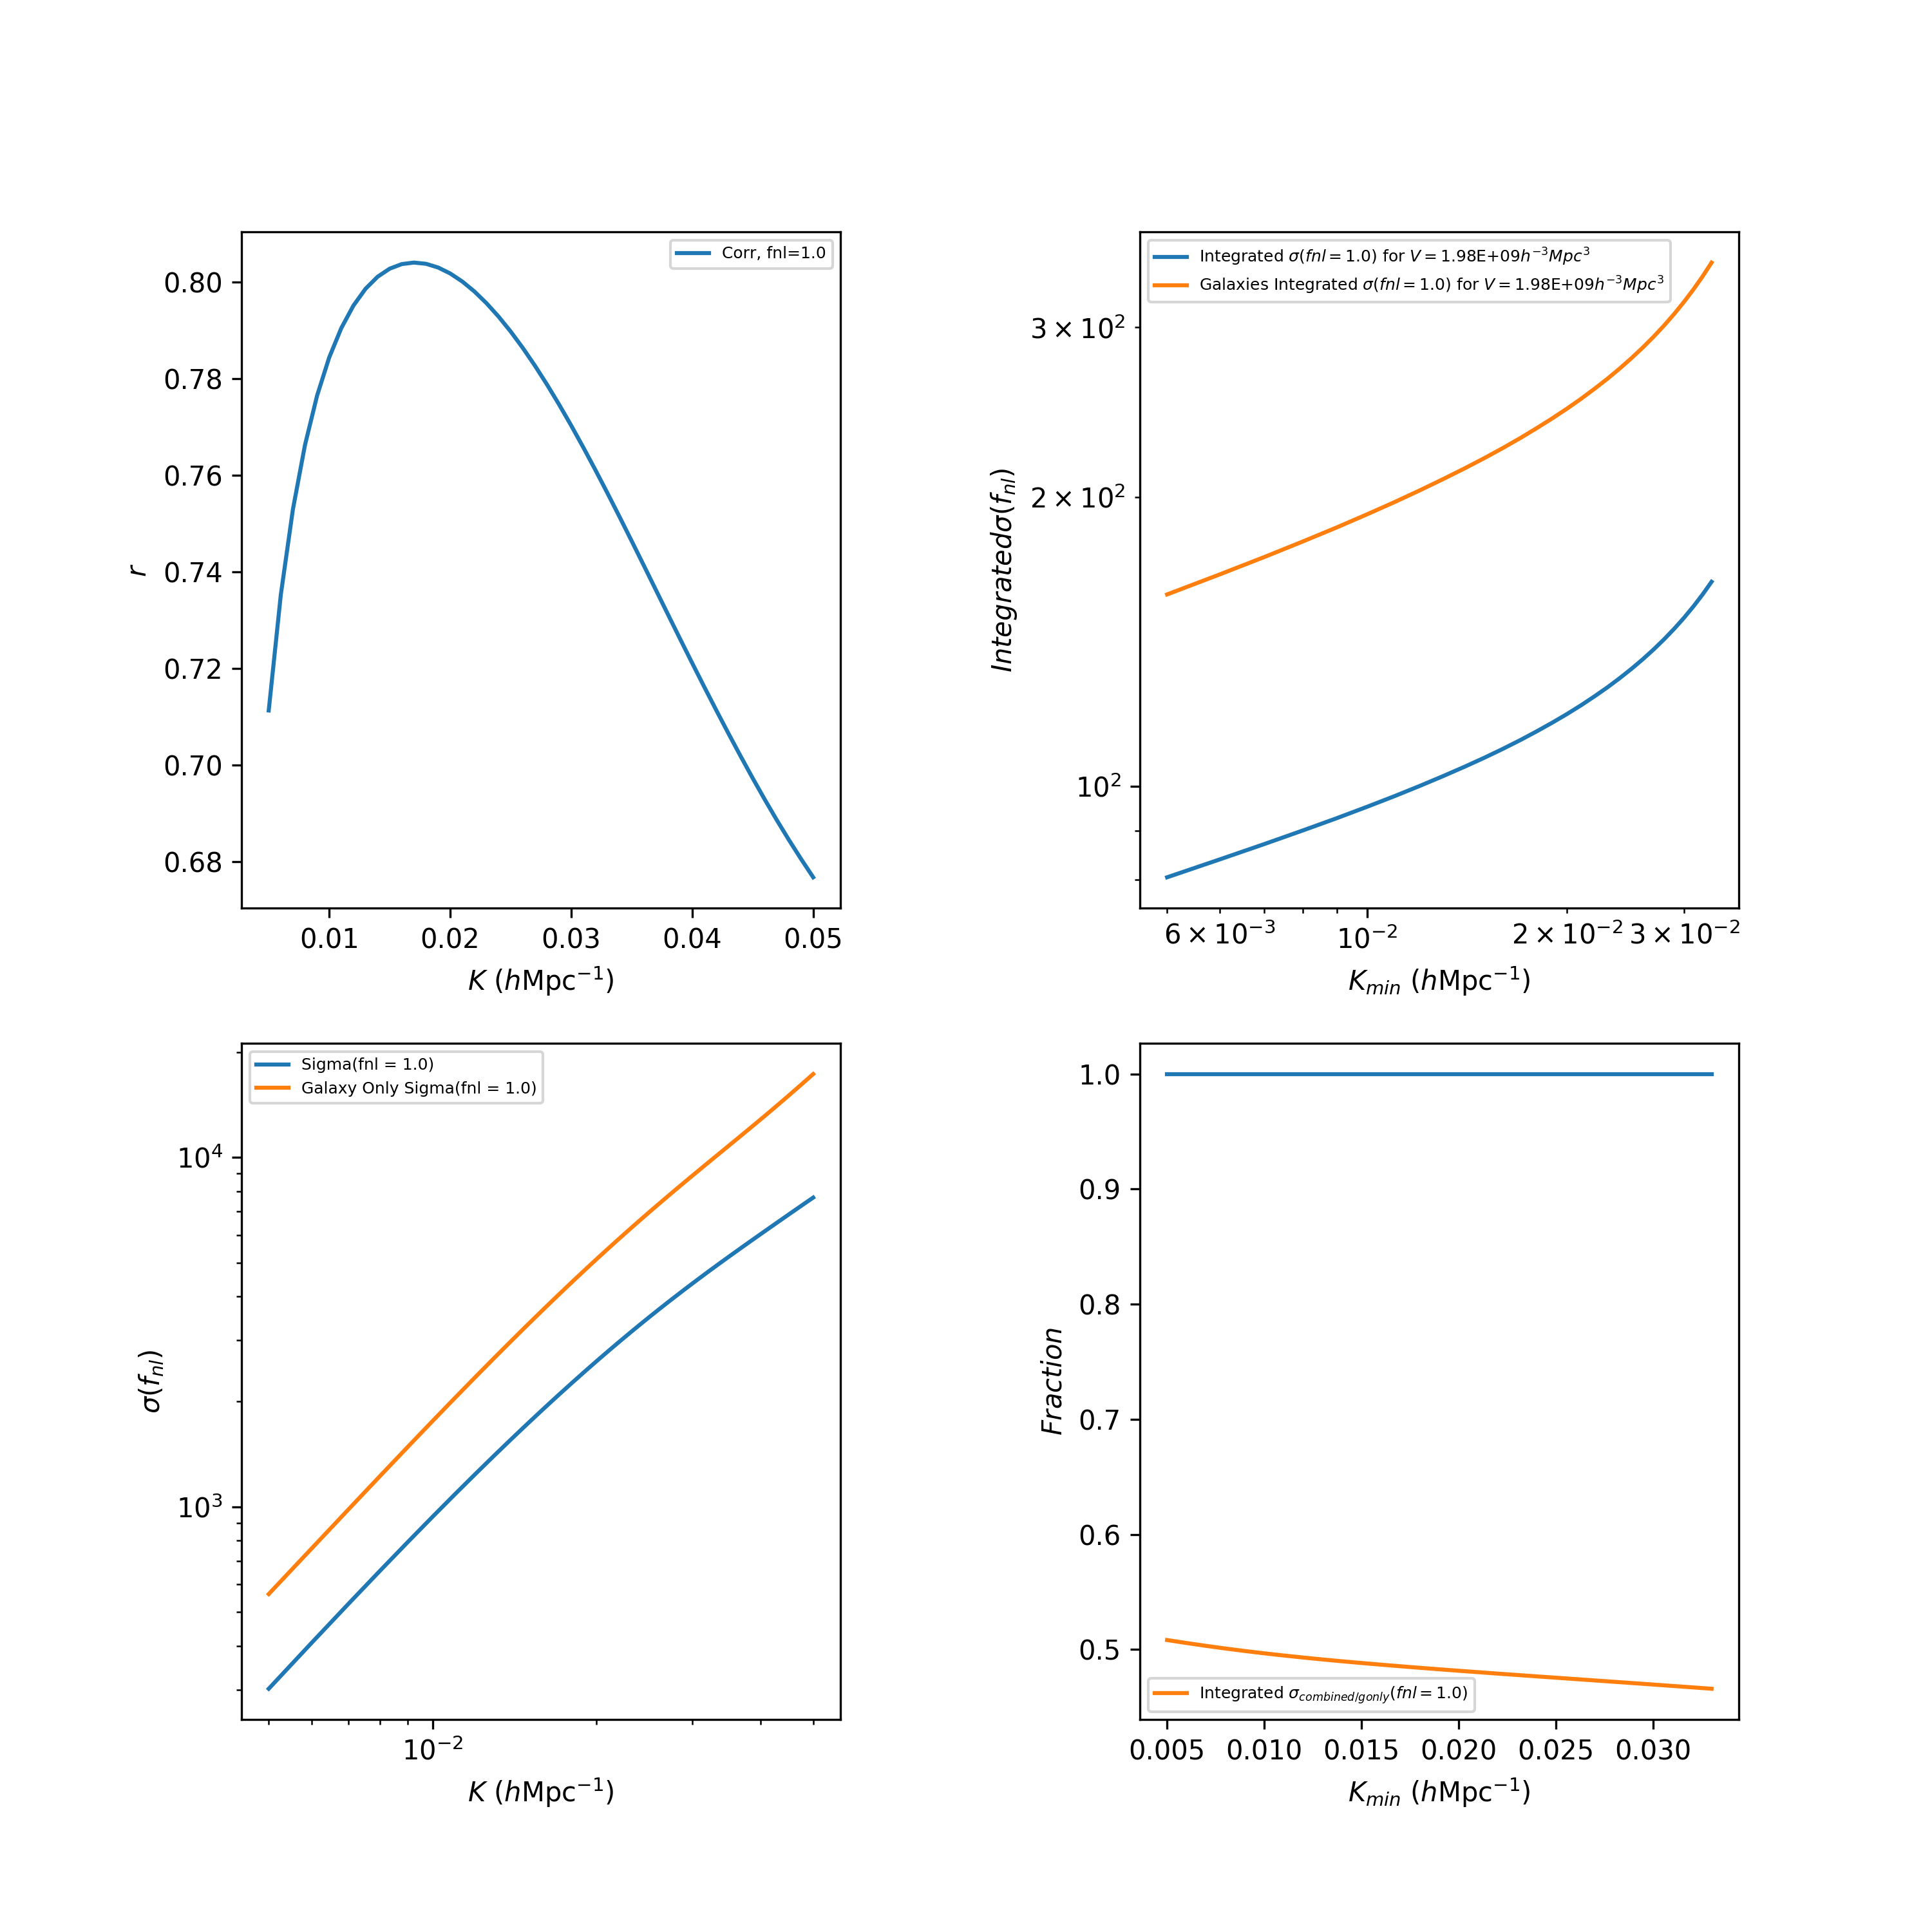 Corr, fnl=1.0
0.80
0.78
0.76
0.74
0.72
0.70
0.68
r
0.01 0.02 0.03 0.04 0.05
K (hMpc⁻¹)
Integrated σ(fnl = 1.0) for V = 1.98E+09h⁻³Mpc³
Galaxies Integrated σ(fnl = 1.0) for V = 1.98E+09h⁻³Mpc³
3 × 10²
2 × 10²
10²
Integratedσ(f_nl)
6 × 10⁻³ 10⁻² 2 × 10⁻² 3 × 10⁻²
K_min (hMpc⁻¹)
Sigma(fnl = 1.0)
Galaxy Only Sigma(fnl = 1.0)
10⁴
10³
σ(f_nl)
10⁻²
K (hMpc⁻¹)
1.0
0.9
0.8
0.7
0.6
0.5
Fraction
Integrated σ_combined/gonly(fnl = 1.0)
0.005 0.010 0.015 0.020 0.025 0.030
K_min (hMpc⁻¹)